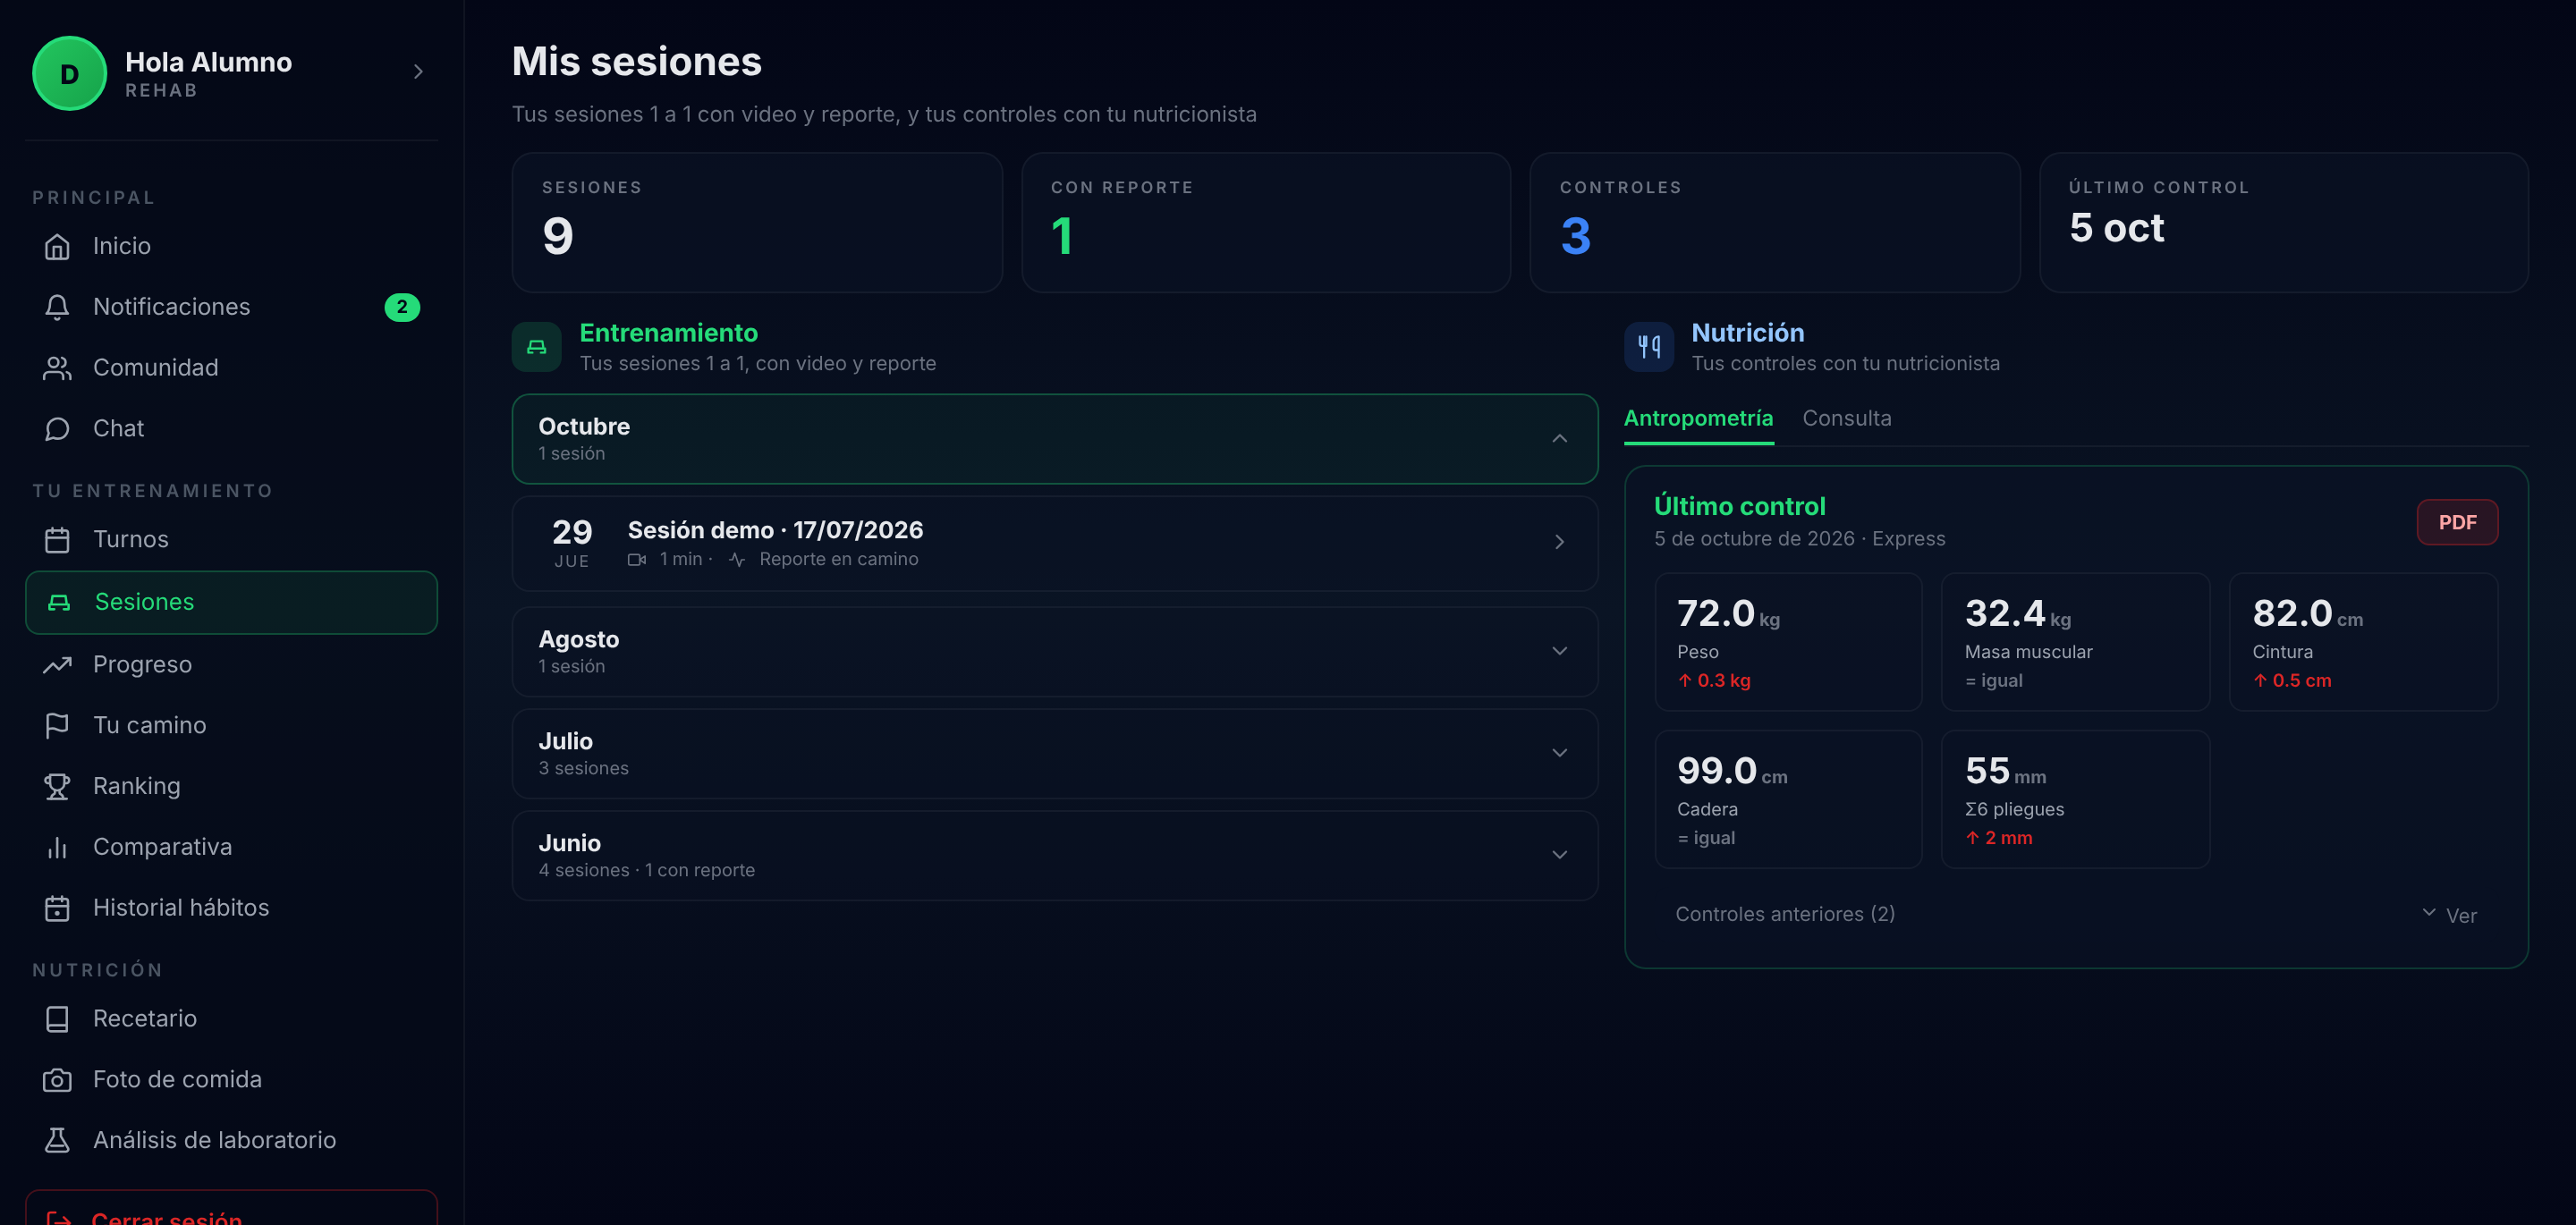 D
Hola Alumno
REHAB
PRINCIPAL
Inicio
Notificaciones 2
Comunidad
Chat
TU ENTRENAMIENTO
Turnos
Sesiones
Progreso
Tu camino
Ranking
Comparativa
Historial hábitos
NUTRICIÓN
Recetario
Foto de comida
Análisis de laboratorio
Cerrar sesión
Mis sesiones
Tus sesiones 1 a 1 con video y reporte, y tus controles con tu nutricionista
SESIONES
9
CON REPORTE
1
CONTROLES
3
ÚLTIMO CONTROL
5 oct
Entrenamiento
Tus sesiones 1 a 1, con video y reporte
Octubre
1 sesión
29
JUE
Sesión demo · 17/07/2026
1 min · Reporte en camino
Agosto
1 sesión
Julio
3 sesiones
Junio
4 sesiones · 1 con reporte
Nutrición
Tus controles con tu nutricionista
Antropometría Consulta
Último control
5 de octubre de 2026 · Express
PDF
72.0 kg
Peso
↑ 0.3 kg
32.4 kg
Masa muscular
= igual
82.0 cm
Cintura
↑ 0.5 cm
99.0 cm
Cadera
= igual
55 mm
Σ6 pliegues
↑ 2 mm
Controles anteriores (2) Ver